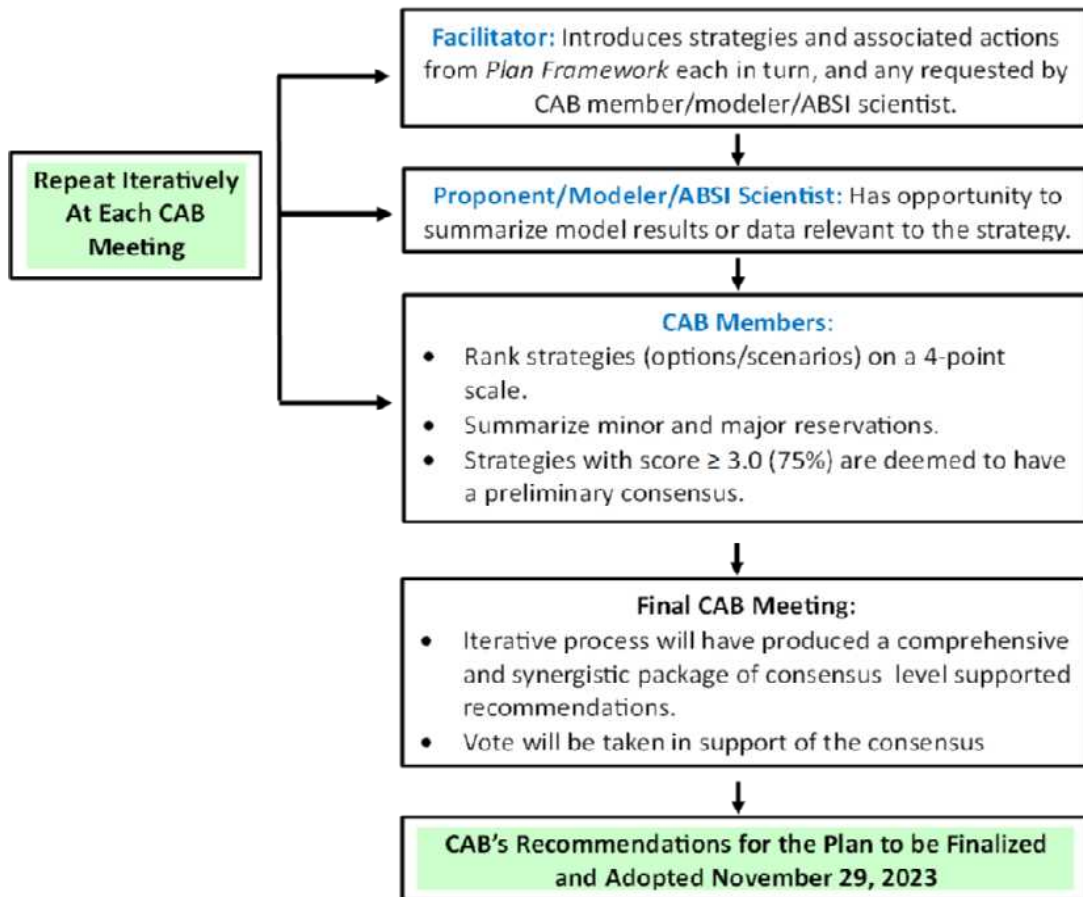 Facilitator: Introduces strategies and associated actions
from Plan Framework each in turn, and any requested by
CAB member/modeler/ABSI scientist.
Repeat Iteratively
At Each CAB
Meeting
Proponent/Modeler/ABSI Scientist: Has opportunity to
summarize model results or data relevant to the strategy.
CAB Members:
• Rank strategies (options/scenarios) on a 4-point
scale.
• Summarize minor and major reservations.
• Strategies with score ≥ 3.0 (75%) are deemed to have
a preliminary consensus.
Final CAB Meeting:
• Iterative process will have produced a comprehensive
and synergistic package of consensus level supported
recommendations.
• Vote will be taken in support of the consensus
CAB's Recommendations for the Plan to be Finalized
and Adopted November 29, 2023